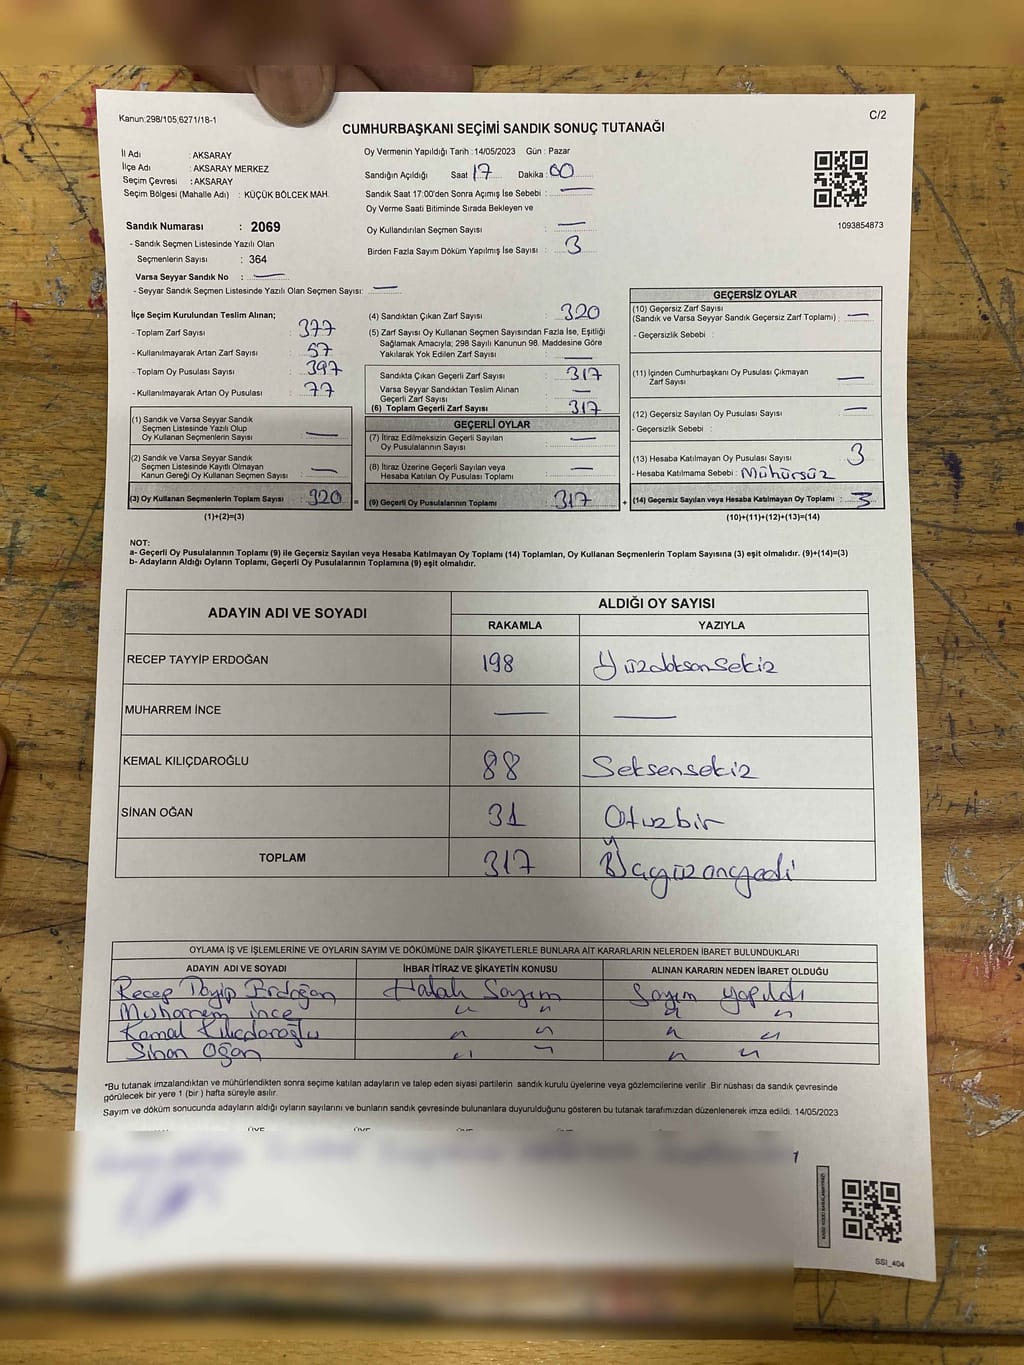 Kanun:298/105,6271/18-1
C/2
CUMHURBAŞKANI SEÇİMİ SANDIK SONUÇ TUTANAĞI
İl Adı : AKSARAY
İlçe Adı : AKSARAY MERKEZ
Seçim Çevresi : AKSARAY
Seçim Bölgesi (Mahalle Adı) : KÜÇÜK BÖLCEK MAH.
Sandık Numarası : 2069
- Sandık Seçmen Listesinde Yazılı Olan
Seçmenlerin Sayısı : 364
Varsa Seyyar Sandık No : —
- Seyyar Sandık Seçmen Listesinde Yazılı Olan Seçmen Sayısı: —
Oy Vermenin Yapıldığı Tarih :14/05/2023 Gün : Pazar
Sandığın Açıldığı Saat 17 Dakika : 00
Sandık Saat 17:00'den Sonra Açımış İse Sebebi : —
Oy Verme Saati Bitiminde Sırada Bekleyen ve
Oy Kullandırılan Seçmen Sayısı : —
Birden Fazla Sayım Döküm Yapılmış İse Sayısı : 3
1093854873
İlçe Seçim Kurulundan Teslim Alınan;
- Toplam Zarf Sayısı : 377
- Kullanılmayarak Artan Zarf Sayısı : 57
- Toplam Oy Pusulası Sayısı : 397
- Kullanılmayarak Artan Oy Pusulası : 77
(1) Sandık ve Varsa Seyyar Sandık
Seçmen Listesinde Yazılı Olup
Oy Kullanan Seçmenlerin Sayısı : —
(2) Sandık ve Varsa Seyyar Sandık
Seçmen Listesinde Kayıtlı Olmayan
Kanun Gereği Oy Kullanan Seçmen Sayısı : —
(3) Oy Kullanan Seçmenlerin Toplam Sayısı : 320 =
(1)+(2)=(3)
(4) Sandıktan Çıkan Zarf Sayısı : 320
(5) Zarf Sayısı Oy Kullanan Seçmen Sayısından Fazla İse, Eşitliği
Sağlamak Amacıyla; 298 Sayılı Kanunun 98. Maddesine Göre
Yakılarak Yok Edilen Zarf Sayısı : —
Sandıkta Çıkan Geçerli Zarf Sayısı : 317
Varsa Seyyar Sandıktan Teslim Alınan
Geçerli Zarf Sayısı : —
(6) Toplam Geçerli Zarf Sayısı : 317
GEÇERLİ OYLAR
(7) İtiraz Edilmeksizin Geçerli Sayılan
Oy Pusulalarının Sayısı : —
(8) İtiraz Üzerine Geçerli Sayılan veya
Hesaba Katılan Oy Pusulası Toplamı : —
(9) Geçerli Oy Pusulalarının Toplamı : 317 +
GEÇERSİZ OYLAR
(10) Geçersiz Zarf Sayısı
(Sandık ve Varsa Seyyar Sandık Geçersiz Zarf Toplamı) : —
- Geçersizlik Sebebi :
(11) İçinden Cumhurbaşkanı Oy Pusulası Çıkmayan
Zarf Sayısı : —
(12) Geçersiz Sayılan Oy Pusulası Sayısı : —
- Geçersizlik Sebebi :
(13) Hesaba Katılmayan Oy Pusulası Sayısı : 3
- Hesaba Katılmama Sebebi : Mühürsüz
(14) Geçersiz Sayılan veya Hesaba Katılmayan Oy Toplamı : 3
(10)+(11)+(12)+(13)=(14)
NOT:
a- Geçerli Oy Pusulalarının Toplamı (9) ile Geçersiz Sayılan veya Hesaba Katılmayan Oy Toplamı (14) Toplamları, Oy Kullanan Seçmenlerin Toplam Sayısına (3) eşit olmalıdır. (9)+(14)=(3)
b- Adayların Aldığı Oyların Toplamı, Geçerli Oy Pusulalarının Toplamına (9) eşit olmalıdır.
ADAYIN ADI VE SOYADI
ALDIĞI OY SAYISI
RAKAMLA YAZIYLA
RECEP TAYYİP ERDOĞAN 198 Yüzdoksansekiz
MUHARREM İNCE — —
KEMAL KILIÇDAROĞLU 88 Seksensekiz
SİNAN OĞAN 31 Otuzbir
TOPLAM 317 Üçyüzonyedi
OYLAMA İŞ VE İŞLEMLERİNE VE OYLARIN SAYIM VE DÖKÜMÜNE DAİR ŞİKAYETLERLE BUNLARA AİT KARARLARIN NELERDEN İBARET BULUNDUKLARI
ADAYIN ADI VE SOYADI İHBAR İTİRAZ VE ŞİKAYETİN KONUSU ALINAN KARARIN NEDEN İBARET OLDUĞU
Recep Tayip Erdoğan Hatalı Sayım Sayım yapıldı
Muharrem ince " " " "
Kemal Kılıçdaroğlu " " " "
Sinan Oğan " " " "
*Bu tutanak imzalandıktan ve mühürlendikten sonra seçime katılan adayların ve talep eden siyasi partilerin sandık kurulu üyelerine veya gözlemcilerine verilir .Bir nüshası da sandık çevresinde
görülecek bir yere 1 (bir ) hafta süreyle asılır.
Sayım ve döküm sonucunda adayların aldığı oyların sayılarını ve bunların sandık çevresinde bulunanlara duyurulduğunu gösteren bu tutanak tarafımızdan düzenlenerek imza edildi. 14/05/2023
SSI_404